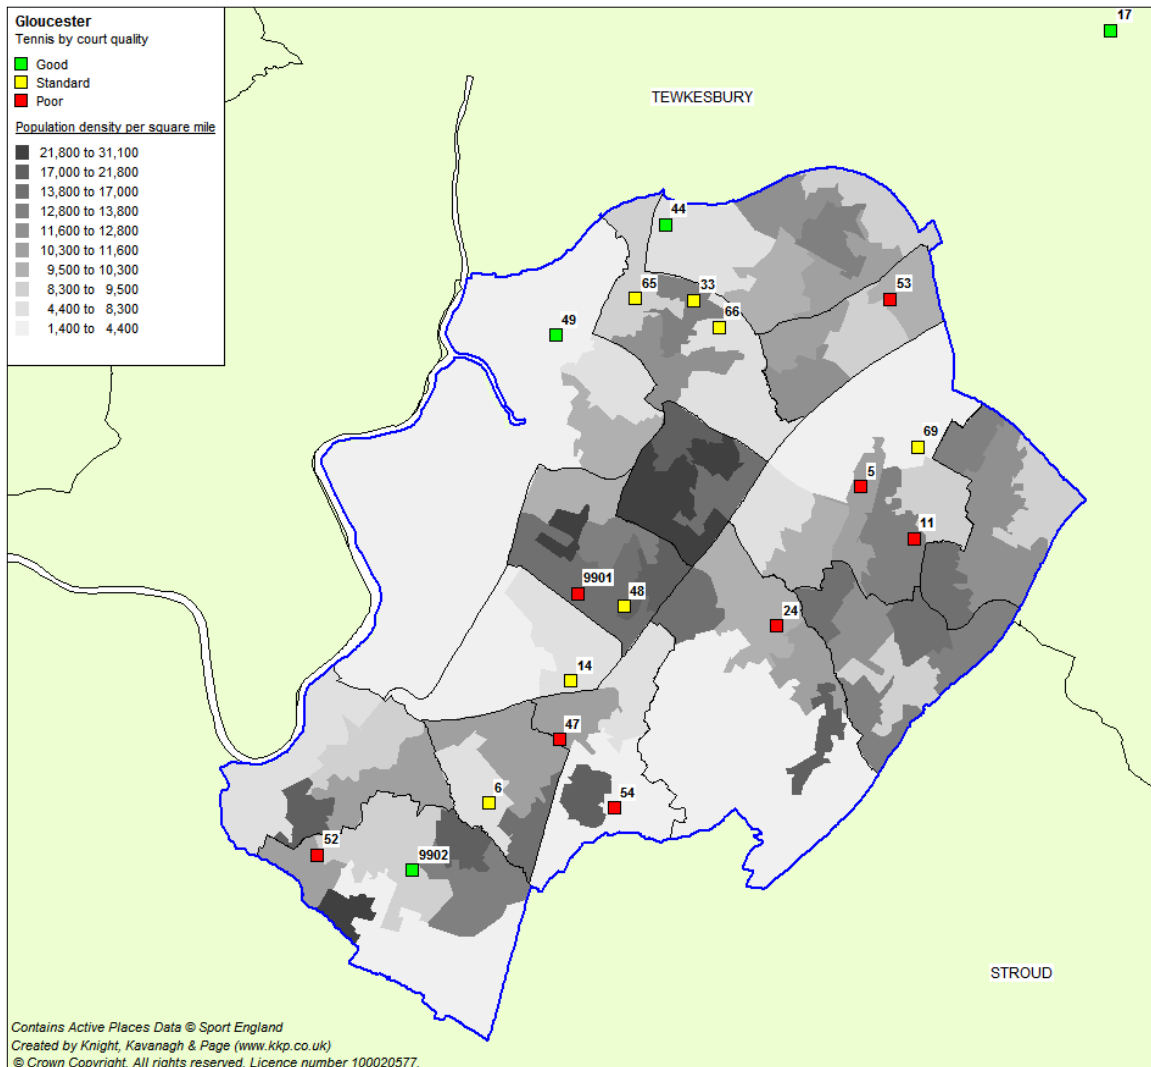 Gloucester
Tennis by court quality
Good
Standard
Poor
Population density per square mile
21,800 to 31,100
17,000 to 21,800
13,800 to 17,000
12,800 to 13,800
11,600 to 12,800
10,300 to 11,600
9,500 to 10,300
8,300 to 9,500
4,400 to 8,300
1,400 to 4,400
17
TEWKESBURY
44
65
33
53
66
49
69
5
11
9901
48
24
14
47
6
54
52
9902
STROUD
Contains Active Places Data © Sport England
Created by Knight, Kavanagh & Page (www.kkp.co.uk)
© Crown Copyright. All rights reserved. Licence number 100020577.